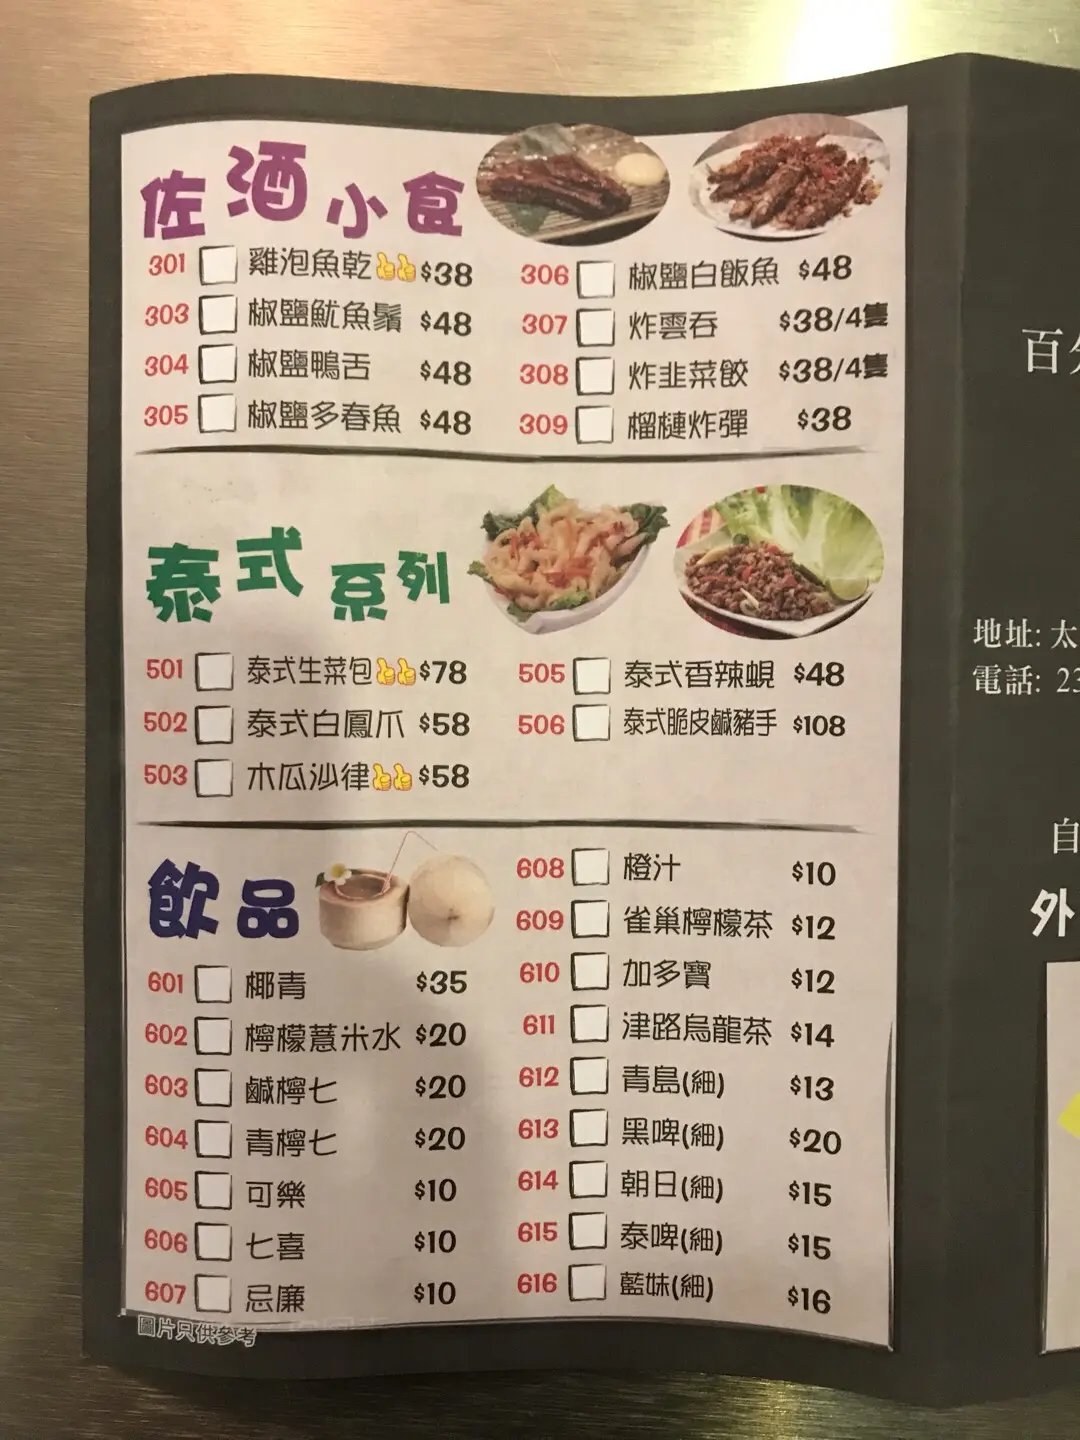 佐酒小食
301 雞泡魚乾 $38
303 椒鹽魷魚鬚 $48
304 椒鹽鴨舌 $48
305 椒鹽多春魚 $48
306 椒鹽白飯魚 $48
307 炸雲吞 $38/4隻
308 炸韭菜餃 $38/4隻
309 榴槤炸彈 $38
泰式系列
501 泰式生菜包 $78
502 泰式白鳳爪 $58
503 木瓜沙律 $58
505 泰式香辣蜆 $48
506 泰式脆皮鹹豬手 $108
飲品
601 椰青 $35
602 檸檬薏米水 $20
603 鹹檸七 $20
604 青檸七 $20
605 可樂 $10
606 七喜 $10
607 忌廉 $10
608 橙汁 $10
609 雀巢檸檬茶 $12
610 加多寶 $12
611 津路烏龍茶 $14
612 青島(細) $13
613 黑啤(細) $20
614 朝日(細) $15
615 泰啤(細) $15
616 藍妹(細) $16
圖片只供參考
百
地址: 太
電話: 23
自
外